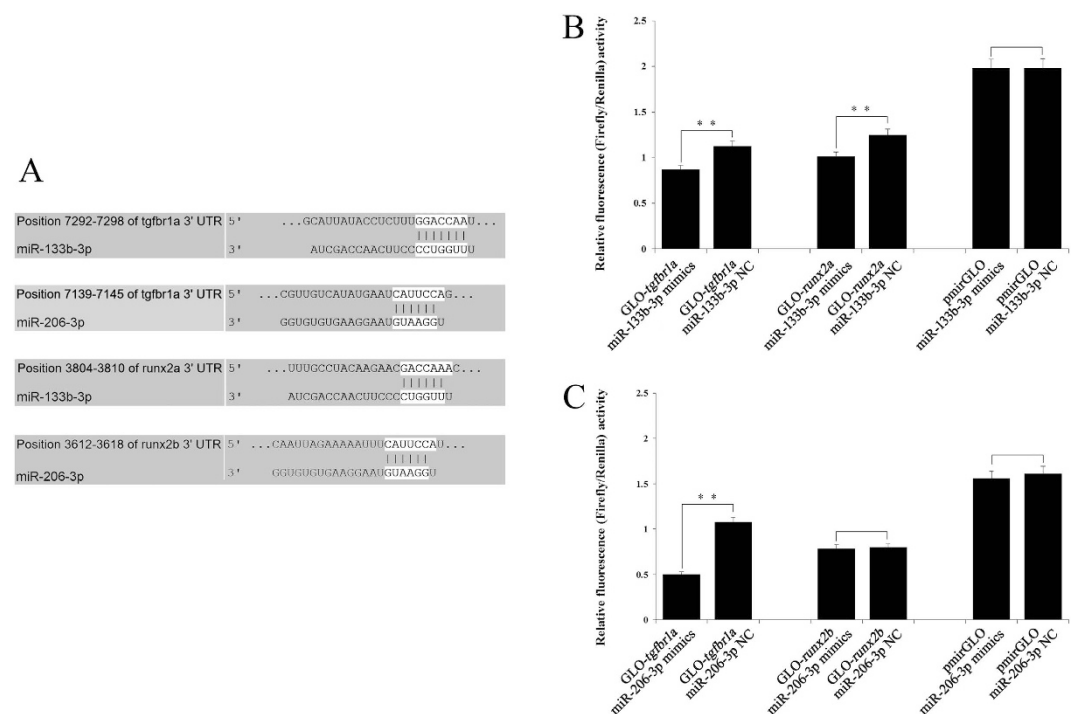 A
Position 7292-7298 of tgfbr1a 3' UTR 5' ...GCAUUAUACCUCUUUGGACCAAU...
miR-133b-3p 3' AUCGACCAACUUCCCCUGGUUU
Position 7139-7145 of tgfbr1a 3' UTR 5' ...CGUUGUCAUAUGAAUCAUUCCAG...
miR-206-3p 3' GGUGUGUGUGAAGGAAUGUAAGGU
Position 3804-3810 of runx2a 3' UTR 5' ...UUUGCCUACAAGAACGACCAAAC...
miR-133b-3p 3' AUCGACCAACUUCCCCUGGUUU
Position 3612-3618 of runx2b 3' UTR 5' ...CAAUUAGAAAAAUUUCAUUCCAU...
miR-206-3p 3' GGUGUGUGUGAAGGAAUGUAAGGU
B
Relative fluorescence (Firefly/Renilla) activity
2.5
2
1.5
1
0.5
0
* *
* *
GLO-tgfbr1a
miR-133b-3p mimics
GLO-tgfbr1a
miR-133b-3p NC
GLO-runx2a
miR-133b-3p mimics
GLO-runx2a
miR-133b-3p NC
pmirGLO
miR-133b-3p mimics
pmirGLO
miR-133b-3p NC
C
Relative fluorescence (Firefly/Renilla) activity
2.5
2
1.5
1
0.5
0
* *
GLO-tgfbr1a
miR-206-3p mimics
GLO-tgfbr1a
miR-206-3p NC
GLO-runx2b
miR-206-3p mimics
GLO-runx2b
miR-206-3p NC
pmirGLO
miR-206-3p mimics
pmirGLO
miR-206-3p NC